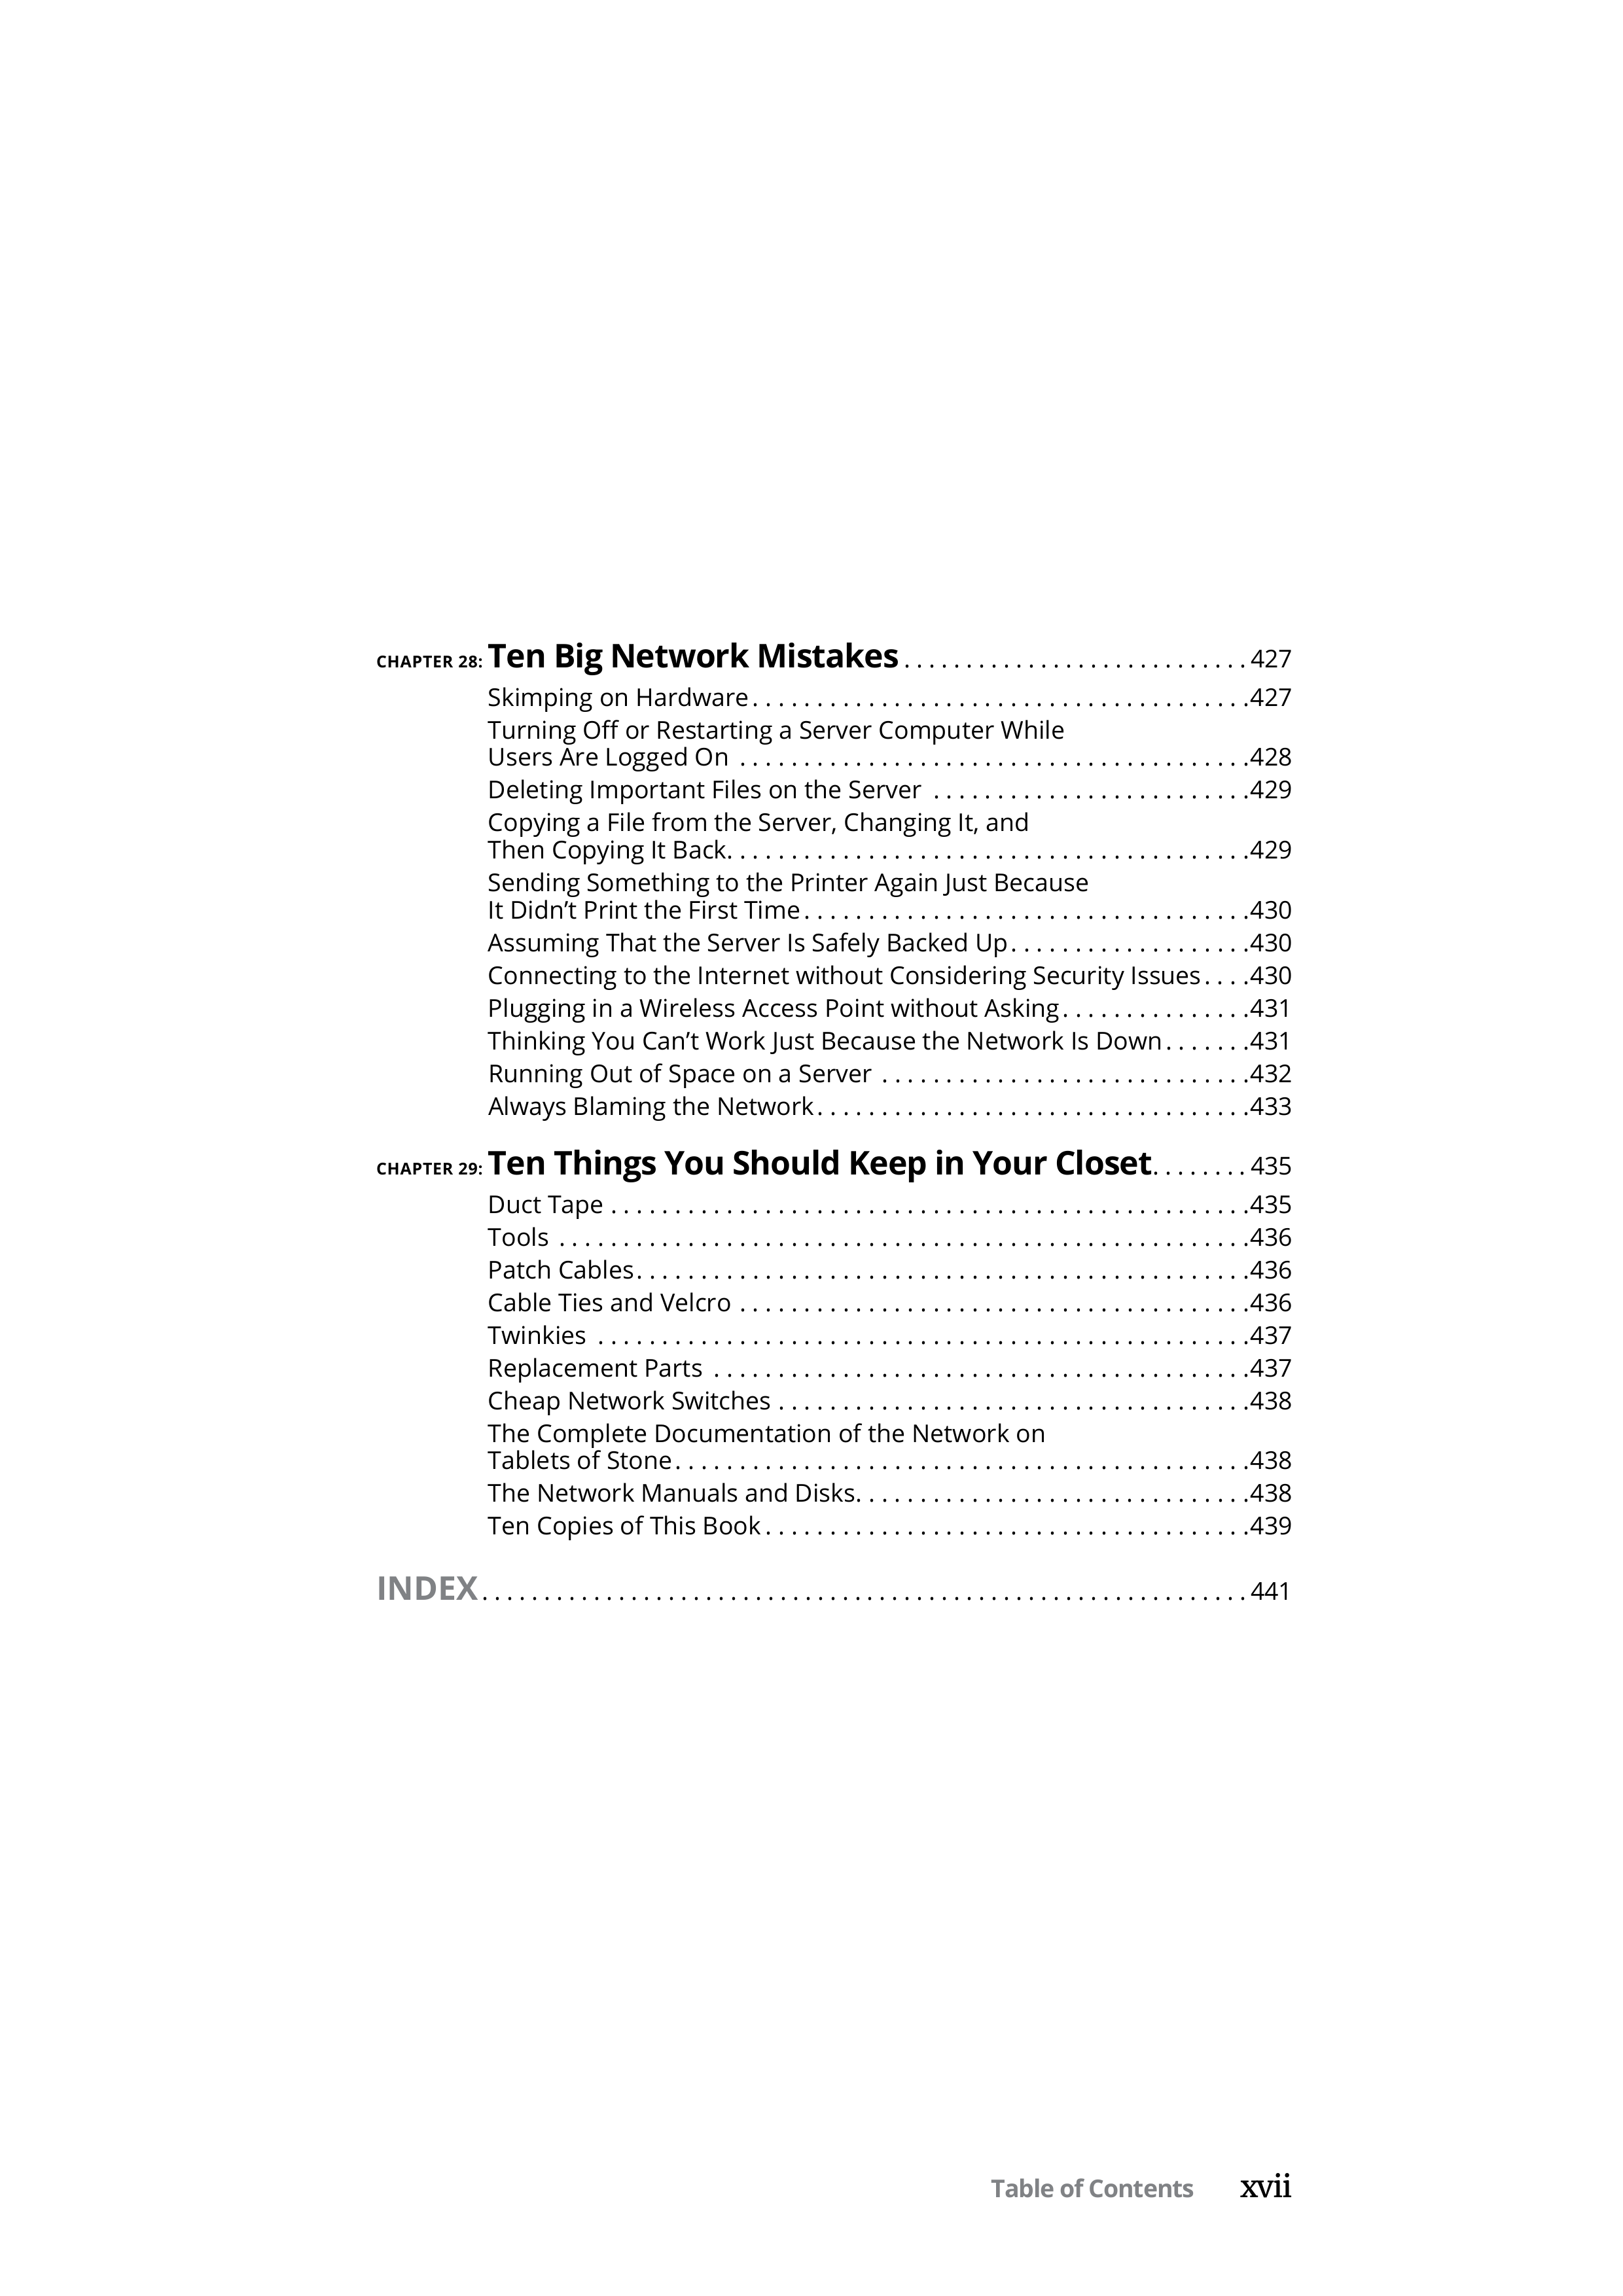 CHAPTER 28: Ten Big Network Mistakes . . . . . . . . . . . . . . . . . . . . . . . . . . . . 427
Skimping on Hardware . . . . . . . . . . . . . . . . . . . . . . . . . . . . . . . . . . . . . . . 427
Turning Off or Restarting a Server Computer While
Users Are Logged On . . . . . . . . . . . . . . . . . . . . . . . . . . . . . . . . . . . . . . . . 428
Deleting Important Files on the Server . . . . . . . . . . . . . . . . . . . . . . . . . 429
Copying a File from the Server, Changing It, and
Then Copying It Back. . . . . . . . . . . . . . . . . . . . . . . . . . . . . . . . . . . . . . . . . 429
Sending Something to the Printer Again Just Because
It Didn’t Print the First Time . . . . . . . . . . . . . . . . . . . . . . . . . . . . . . . . . . . 430
Assuming That the Server Is Safely Backed Up . . . . . . . . . . . . . . . . . . . 430
Connecting to the Internet without Considering Security Issues . . . . 430
Plugging in a Wireless Access Point without Asking . . . . . . . . . . . . . . . 431
Thinking You Can’t Work Just Because the Network Is Down . . . . . . . 431
Running Out of Space on a Server . . . . . . . . . . . . . . . . . . . . . . . . . . . . . 432
Always Blaming the Network . . . . . . . . . . . . . . . . . . . . . . . . . . . . . . . . . . 433
CHAPTER 29: Ten Things You Should Keep in Your Closet. . . . . . . . 435
Duct Tape . . . . . . . . . . . . . . . . . . . . . . . . . . . . . . . . . . . . . . . . . . . . . . . . . . 435
Tools . . . . . . . . . . . . . . . . . . . . . . . . . . . . . . . . . . . . . . . . . . . . . . . . . . . . . . 436
Patch Cables . . . . . . . . . . . . . . . . . . . . . . . . . . . . . . . . . . . . . . . . . . . . . . . . 436
Cable Ties and Velcro . . . . . . . . . . . . . . . . . . . . . . . . . . . . . . . . . . . . . . . . 436
Twinkies . . . . . . . . . . . . . . . . . . . . . . . . . . . . . . . . . . . . . . . . . . . . . . . . . . . 437
Replacement Parts . . . . . . . . . . . . . . . . . . . . . . . . . . . . . . . . . . . . . . . . . . 437
Cheap Network Switches . . . . . . . . . . . . . . . . . . . . . . . . . . . . . . . . . . . . . 438
The Complete Documentation of the Network on
Tablets of Stone . . . . . . . . . . . . . . . . . . . . . . . . . . . . . . . . . . . . . . . . . . . . . 438
The Network Manuals and Disks. . . . . . . . . . . . . . . . . . . . . . . . . . . . . . . 438
Ten Copies of This Book . . . . . . . . . . . . . . . . . . . . . . . . . . . . . . . . . . . . . . 439
INDEX . . . . . . . . . . . . . . . . . . . . . . . . . . . . . . . . . . . . . . . . . . . . . . . . . . . . . . . . . . . . . . 441
Table of Contents xvii